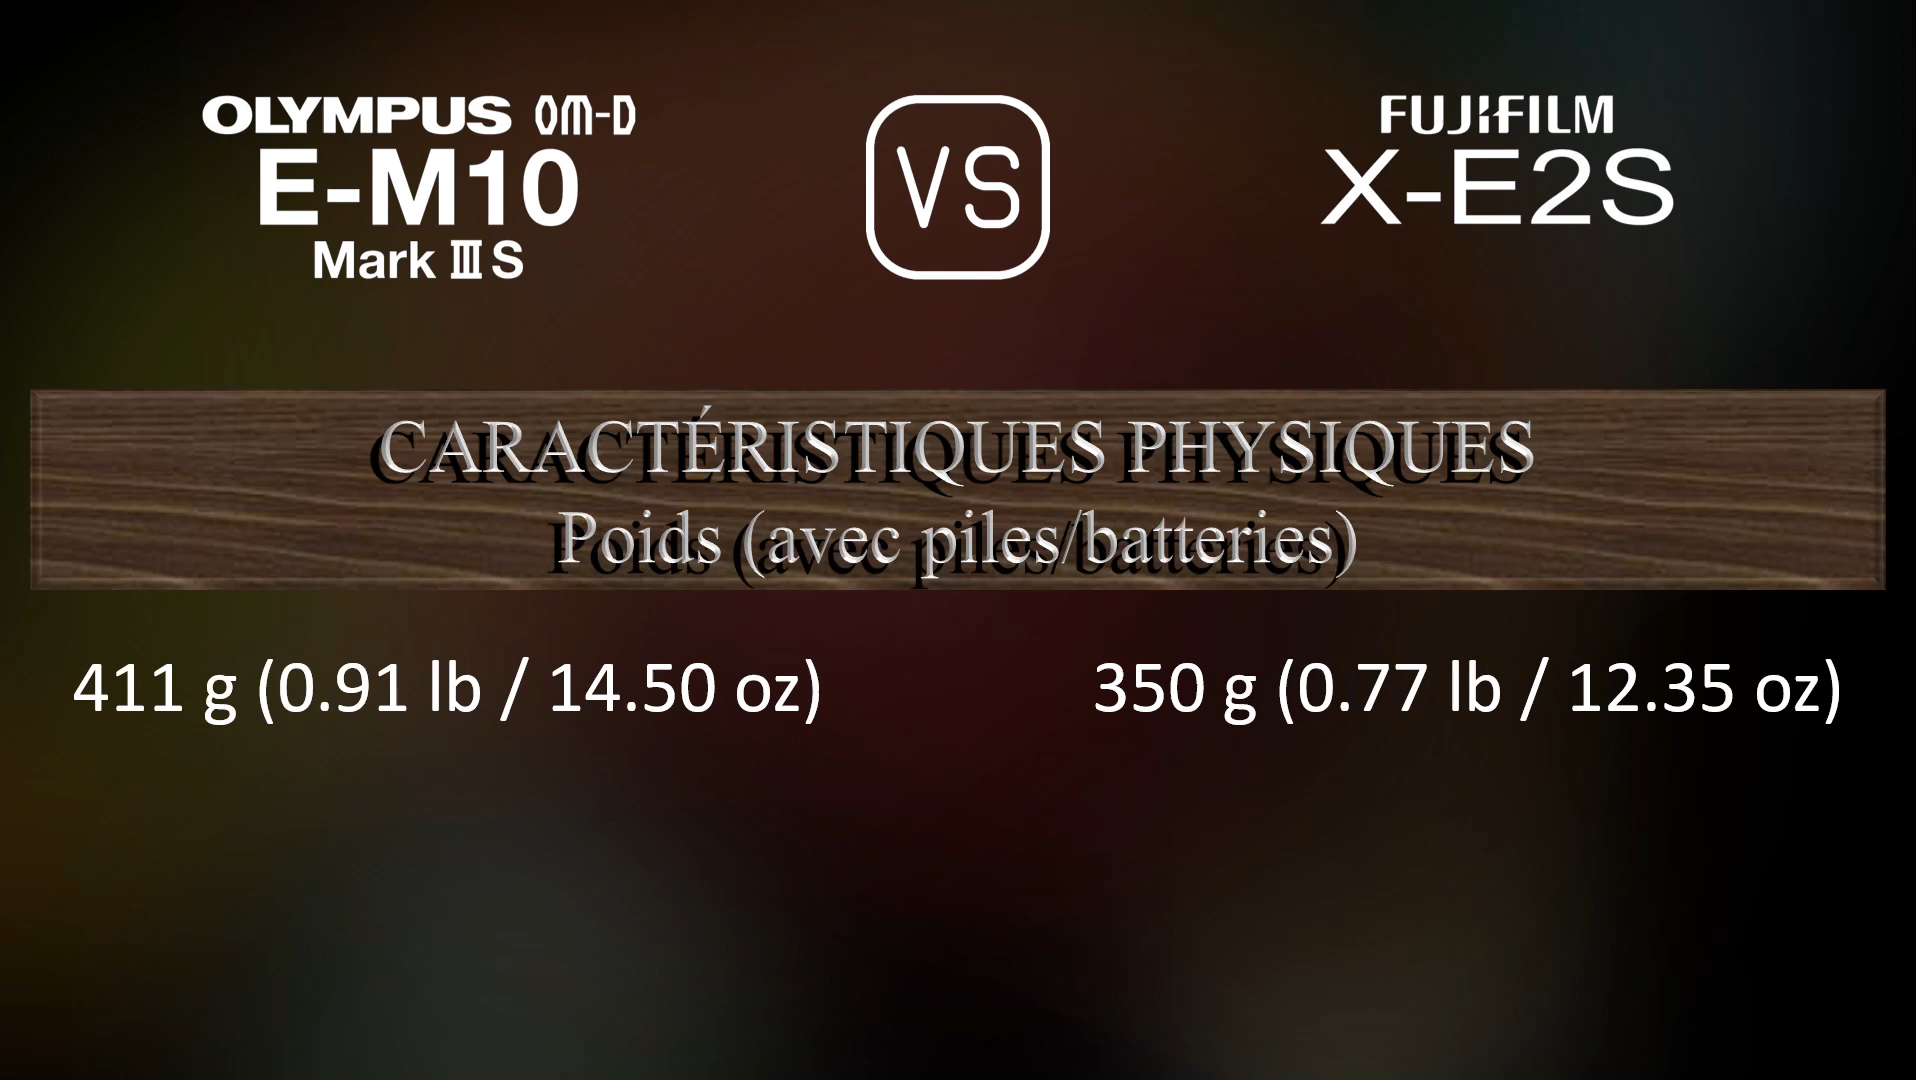 OLYMPUS OM-D
E-M10
Mark III S
VS
FUJIFILM
X-E2S
CARACTÉRISTIQUES PHYSIQUES
Poids (avec piles/batteries)
411 g (0.91 lb / 14.50 oz)
350 g (0.77 lb / 12.35 oz)